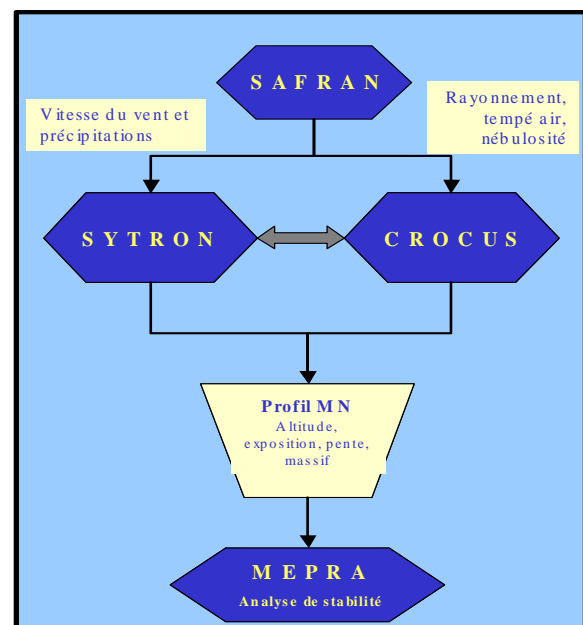 SAFRAN
Vitesse du vent et
précipitations
Rayonnement,
tempé air,
nébulosité
SYTRON
CROCUS
Profil MN
Altitude,
exposition, pente,
massif
MEPRA
Analyse de stabilité